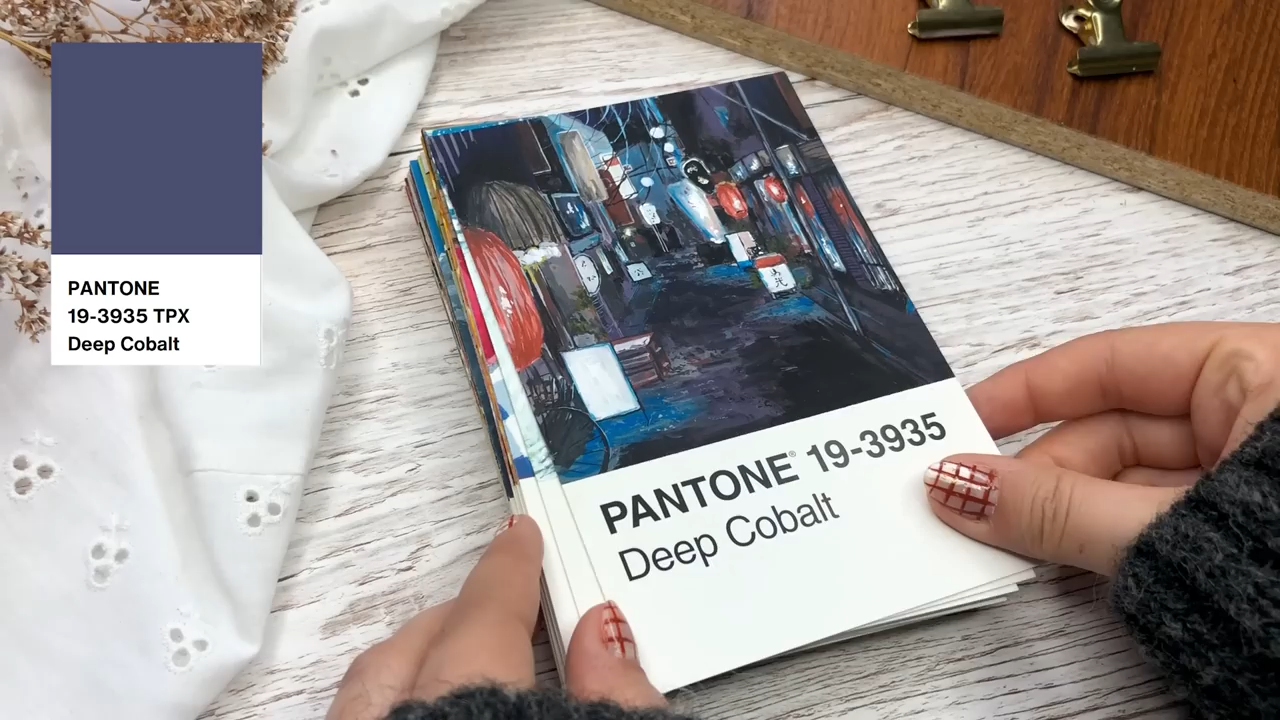 PANTONE
19-3935 TPX
Deep Cobalt
PANTONE® 19-3935
Deep Cobalt